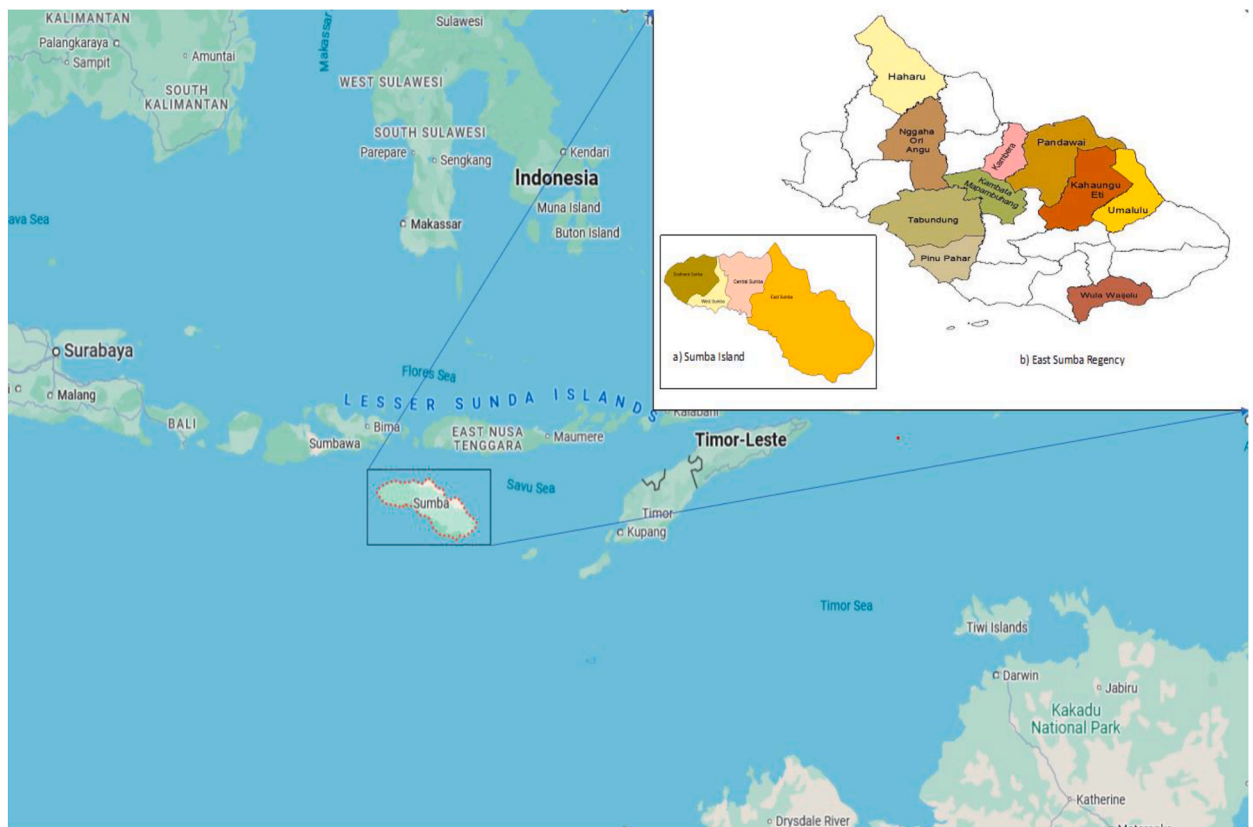 KALIMANTAN
Palangkaraya
Sampit
Amuntai
SOUTH
KALIMANTAN
Makassar
Sulawesi
WEST SULAWESI
SOUTH SULAWESI
Parepare
Sengkang
Kendari
Indonesia
Muna Island
Buton Island
Makassar
ava Sea
Surabaya
Malang
BALI
Flores Sea
LESSER SUNDA ISLANDS
Bima
Sumbawa
EAST NUSA
TENGGARA
Maumere
Kalabahi
Timor-Leste
Savu Sea
Sumba
Timor
Kupang
Timor Sea
Tiwi Islands
Darwin
Jabiru
Kakadu
National Park
Katherine
Drysdale River
Haharu
Nggaha
Ori
Angu
Kambera
Pandawai
Kahaungu
Eti
Umalulu
Kambata
Mapambuhang
Tabundung
Pinu Pahar
Wula Waijolu
West Sumba
Central Sumba
East Sumba
a) Sumba Island
b) East Sumba Regency